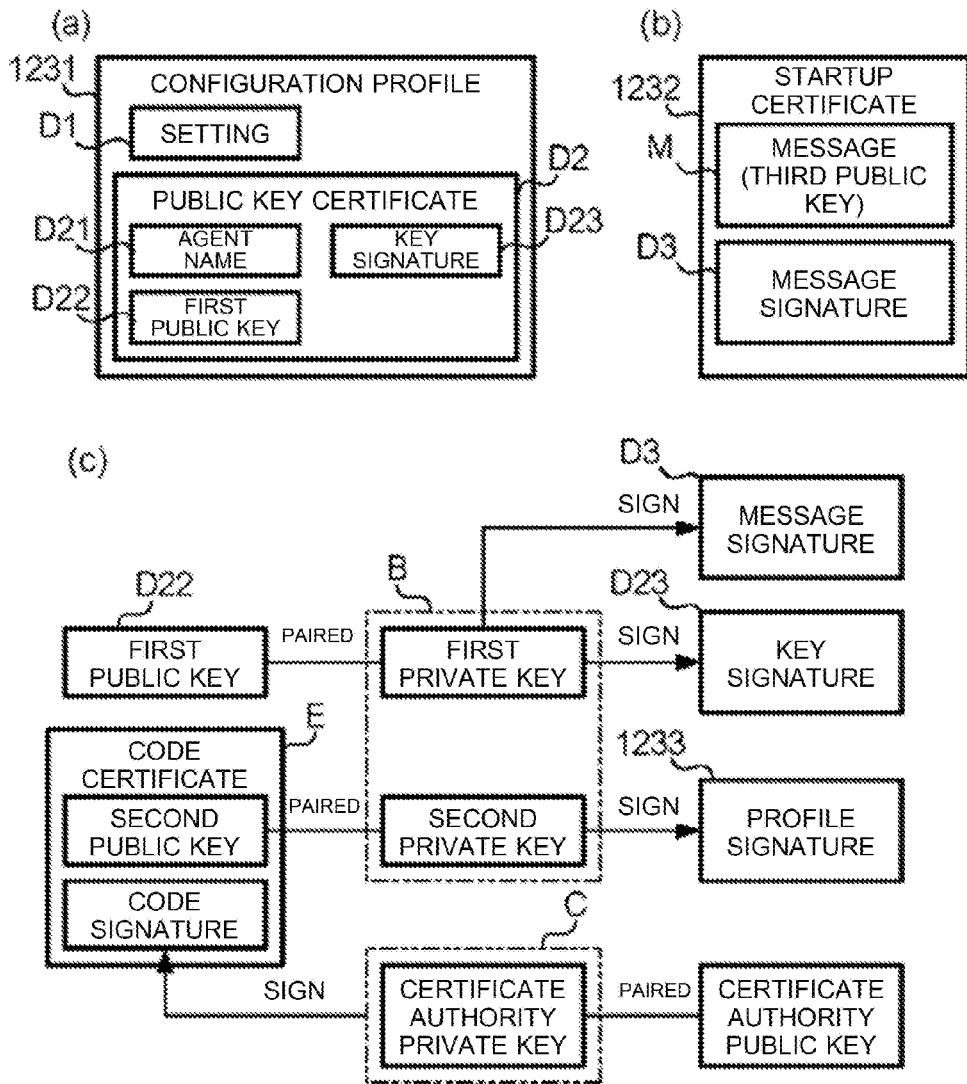 (a)
1231
CONFIGURATION PROFILE
D1
SETTING
D2
PUBLIC KEY CERTIFICATE
D21
AGENT
NAME
KEY
SIGNATURE
D23
D22
FIRST
PUBLIC KEY
(b)
1232
STARTUP
CERTIFICATE
M
MESSAGE
(THIRD PUBLIC
KEY)
D3
MESSAGE
SIGNATURE
(c)
D3
SIGN
MESSAGE
SIGNATURE
D22
B
D23
FIRST
PUBLIC KEY
PAIRED
FIRST
PRIVATE KEY
SIGN
KEY
SIGNATURE
E
1233
CODE
CERTIFICATE
SECOND
PUBLIC KEY
PAIRED
SECOND
PRIVATE KEY
SIGN
PROFILE
SIGNATURE
CODE
SIGNATURE
C
SIGN
CERTIFICATE
AUTHORITY
PRIVATE KEY
PAIRED
CERTIFICATE
AUTHORITY
PUBLIC KEY